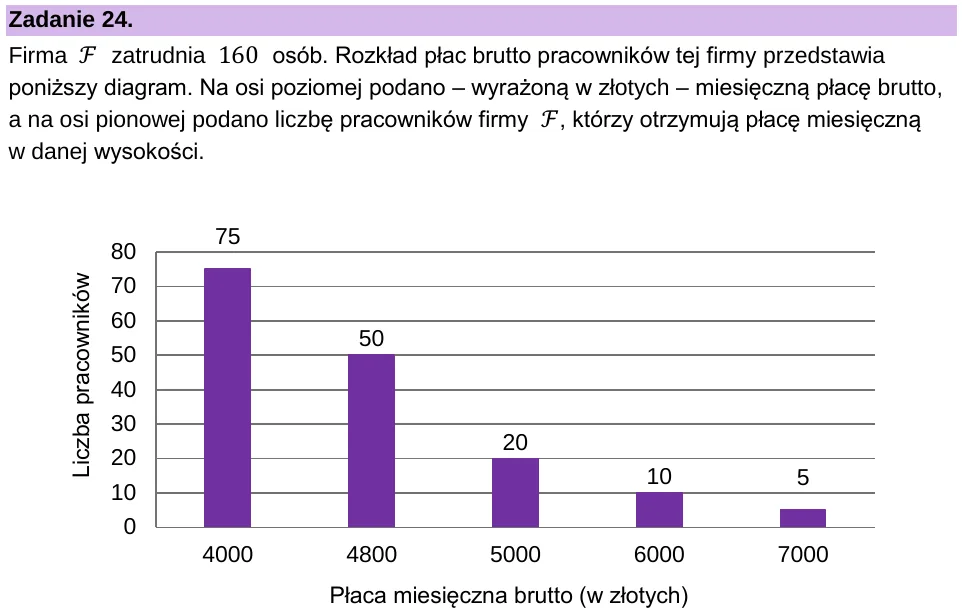 Zadanie 24.
Firma ℱ zatrudnia 160 osób. Rozkład płac brutto pracowników tej firmy przedstawia
poniższy diagram. Na osi poziomej podano – wyrażoną w złotych – miesięczną płacę brutto,
a na osi pionowej podano liczbę pracowników firmy ℱ, którzy otrzymują płacę miesięczną
w danej wysokości.
75
80
70
60
50
50
40
30
20
20
10
10
5
0
Liczba pracowników
4000 4800 5000 6000 7000
Płaca miesięczna brutto (w złotych)